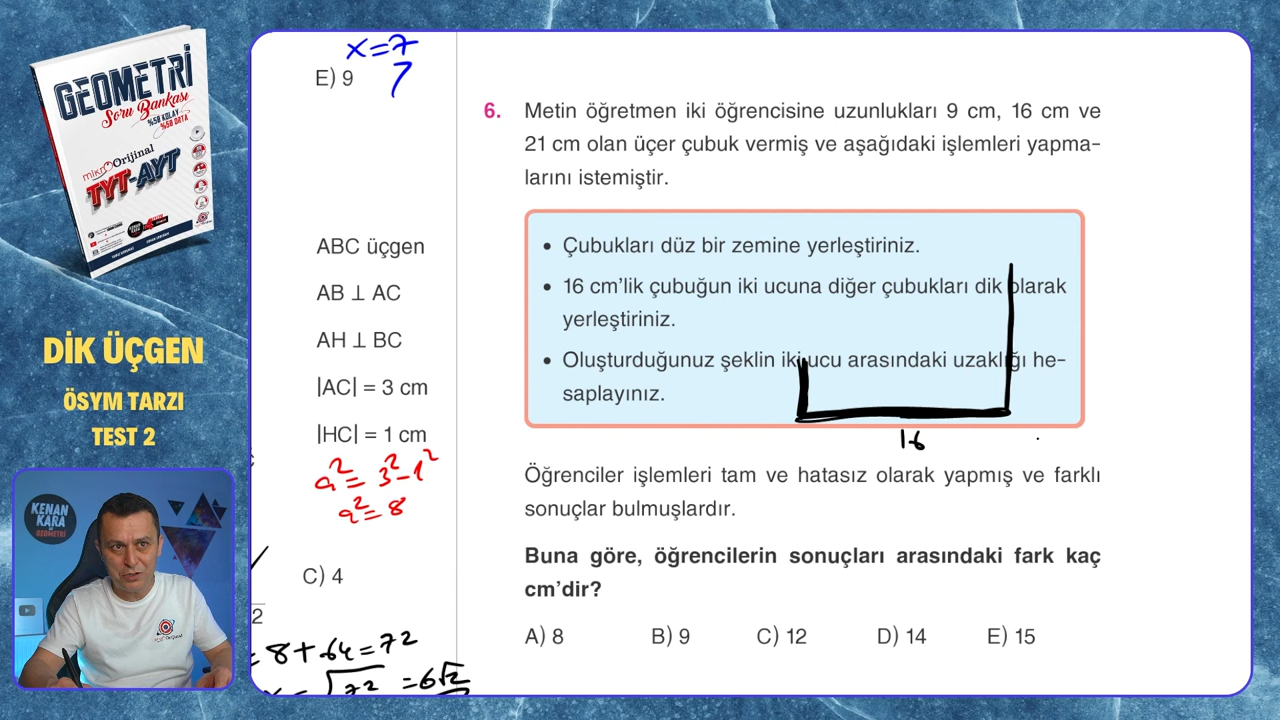 GEOMETRİ
Soru Bankası
%50 KOLAY
%50 ORTA
mikro Orijinal
TYT-AYT
DİK ÜÇGEN
ÖSYM TARZI
TEST 2
KENAN
KARA
GEOMETRİ
x=7
E) 9 7
ABC üçgen
AB ⊥ AC
AH ⊥ BC
|AC| = 3 cm
|HC| = 1 cm
a² = 3² - 1²
a² = 8
C) 4
2
= 8 + 64 = 72
x = √72 = 6√2
6. Metin öğretmen iki öğrencisine uzunlukları 9 cm, 16 cm ve
21 cm olan üçer çubuk vermiş ve aşağıdaki işlemleri yapma-
larını istemiştir.
• Çubukları düz bir zemine yerleştiriniz.
• 16 cm'lik çubuğun iki ucuna diğer çubukları dik olarak
yerleştiriniz.
• Oluşturduğunuz şeklin iki ucu arasındaki uzaklığı he-
saplayınız.
16
Öğrenciler işlemleri tam ve hatasız olarak yapmış ve farklı
sonuçlar bulmuşlardır.
Buna göre, öğrencilerin sonuçları arasındaki fark kaç
cm'dir?
A) 8 B) 9 C) 12 D) 14 E) 15